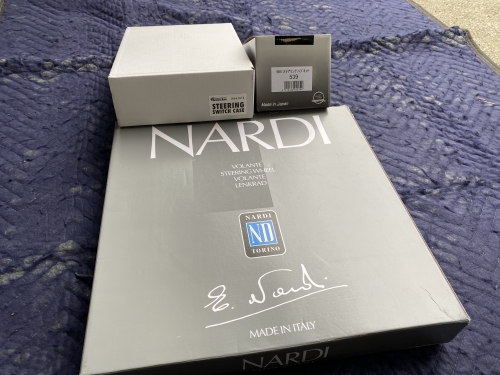 STEERING
SWITCH CASE
539
Made in Japan
NARDI
VOLANTE
STEERING WHEEL
VOLANTE
LENKRAD
NARDI
ND
TORINO
E. Nardi
MADE IN ITALY
NARDI